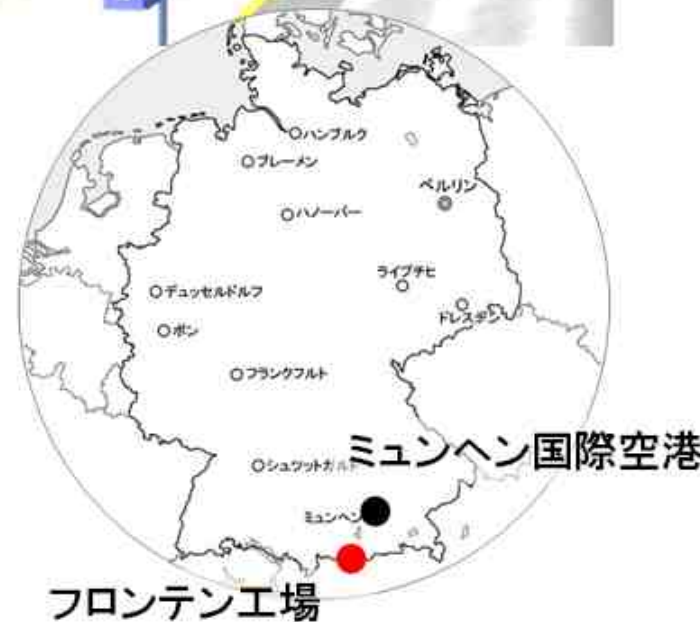 ハンブルク
ブレーメン
ベルリン
ハノーバー
ライプチヒ
デュッセルドルフ
ドレスデン
ボン
フランクフルト
ミュンヘン国際空港
シュツットガルト
ミュンヘン
フロンテン工場